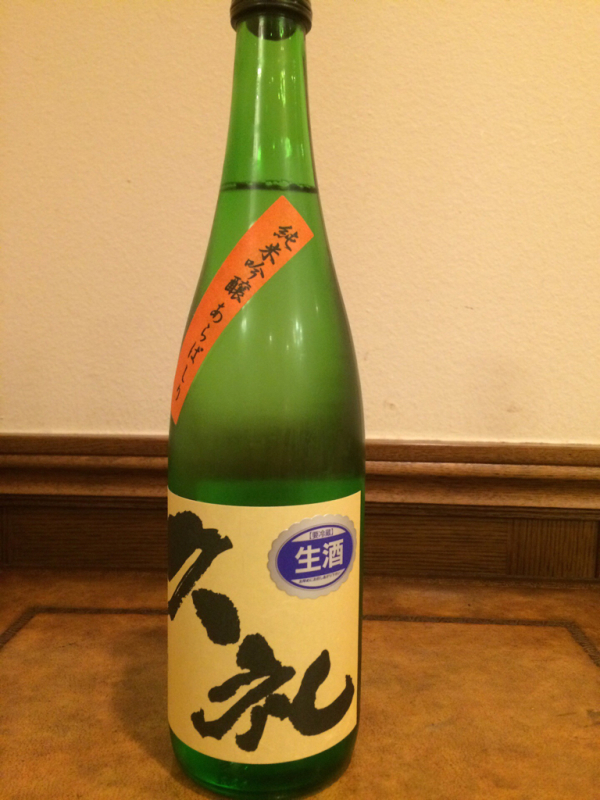 純米吟醸 あらばしり
【要冷蔵】
生酒
久礼